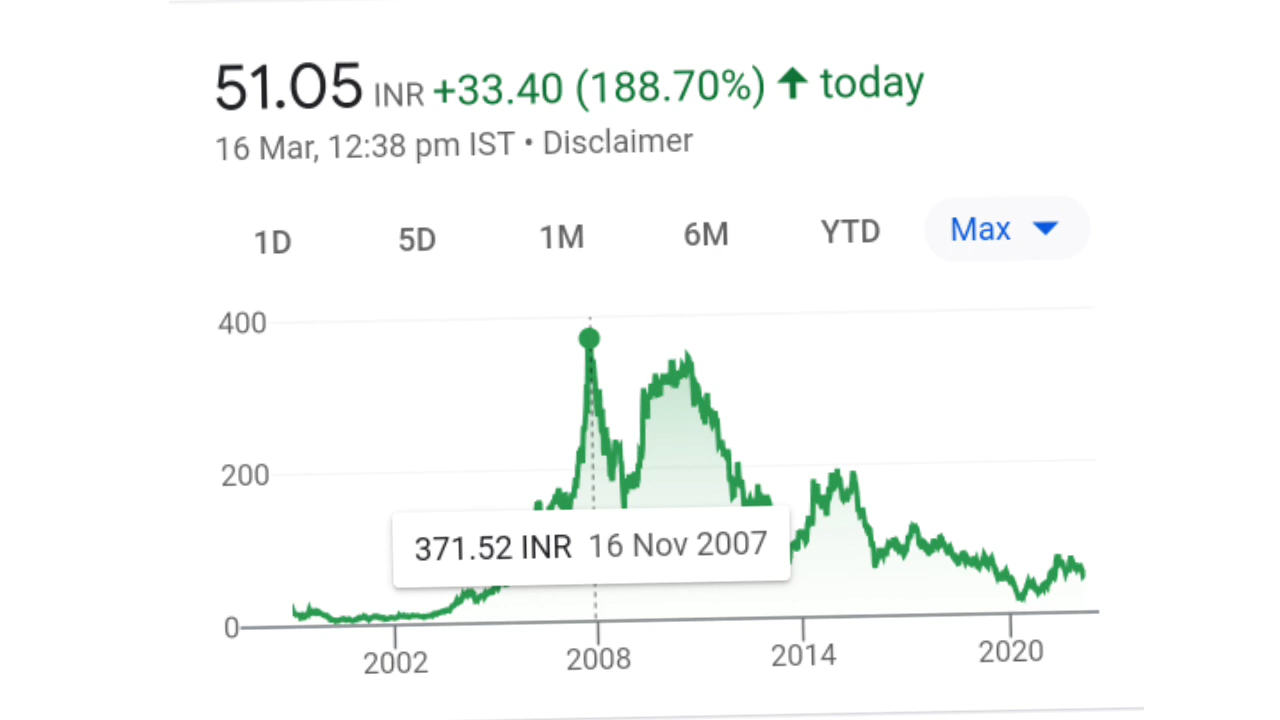 51.05 INR +33.40 (188.70%) ↑ today
16 Mar, 12:38 pm IST • Disclaimer
1D 5D 1M 6M YTD Max
400
200
371.52 INR 16 Nov 2007
0
2002 2008 2014 2020